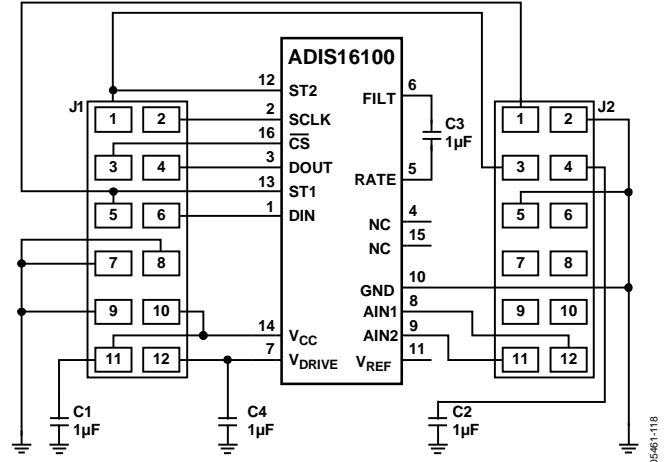 ADIS16100
J1
1 2
3 4
5 6
7 8
9 10
11 12
12 ST2
2 SCLK
16 CS
3 DOUT
13 ST1
1 DIN
14 VCC
7 VDRIVE
FILT 6
RATE 5
NC 4
NC 15
GND 10
AIN1 8
AIN2 9
VREF 11
C3
1µF
J2
1 2
3 4
5 6
7 8
9 10
11 12
C1
1µF
C4
1µF
C2
1µF
05461-118